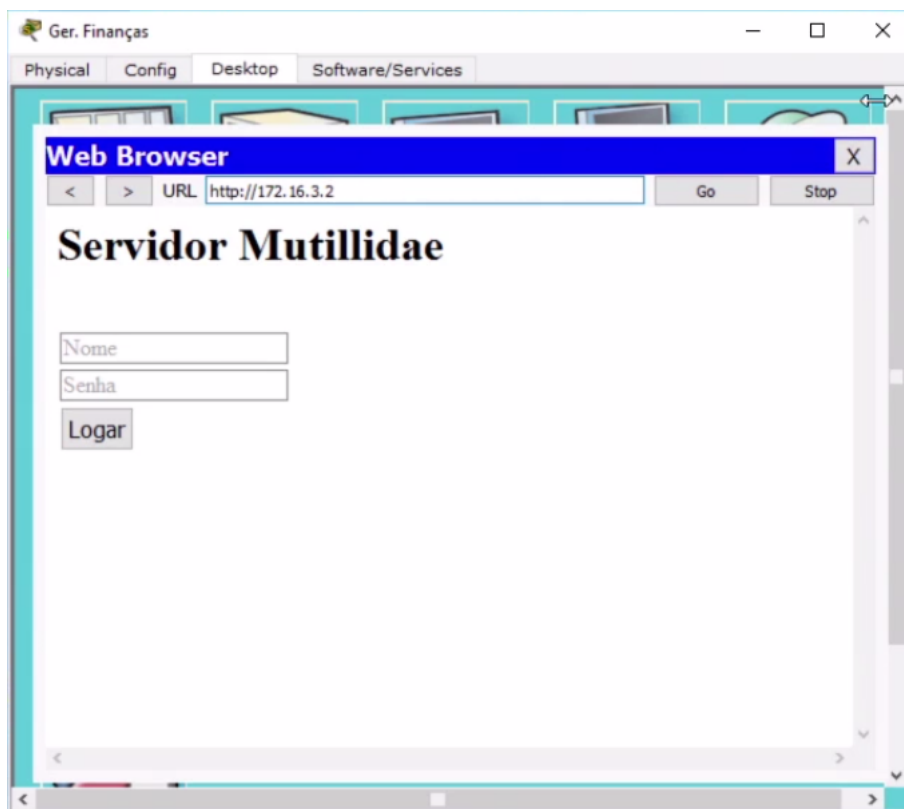 Ger. Finanças
Physical Config Desktop Software/Services
Web Browser X
< > URL http://172.16.3.2 Go Stop
Servidor Mutillidae
Nome
Senha
Logar